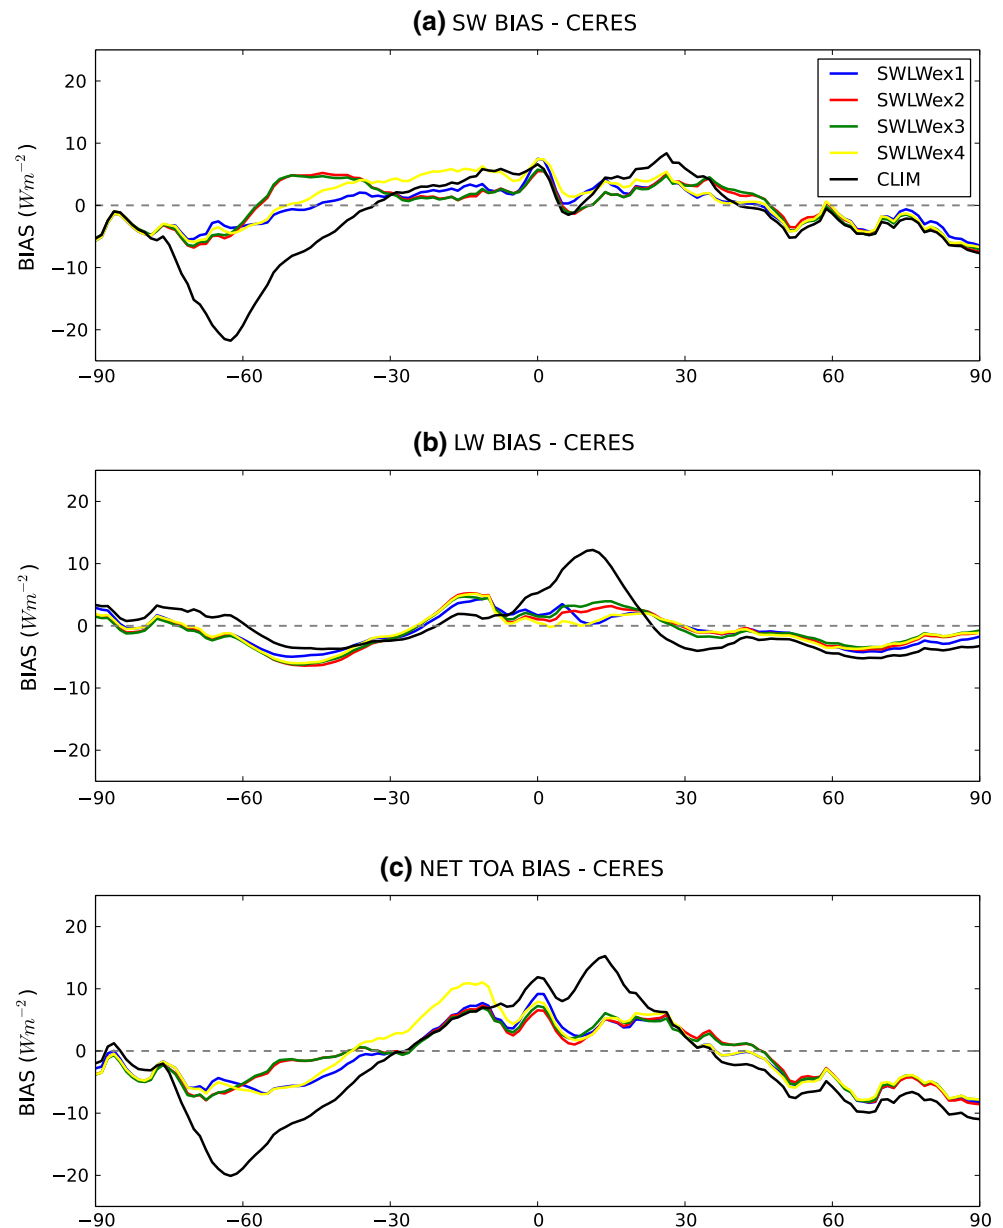 (a) SW BIAS - CERES
BIAS (Wm⁻²)
20
10
0
−10
−20
SWLWex1
SWLWex2
SWLWex3
SWLWex4
CLIM
−90 −60 −30 0 30 60 90
(b) LW BIAS - CERES
BIAS (Wm⁻²)
20
10
0
−10
−20
−90 −60 −30 0 30 60 90
(c) NET TOA BIAS - CERES
BIAS (Wm⁻²)
20
10
0
−10
−20
−90 −60 −30 0 30 60 90